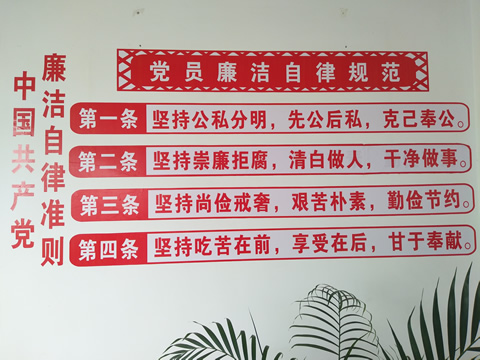 中国共产党
廉洁自律准则
党员廉洁自律规范
第一条 坚持公私分明，先公后私，克己奉公。
第二条 坚持崇廉拒腐，清白做人，干净做事。
第三条 坚持尚俭戒奢，艰苦朴素，勤俭节约。
第四条 坚持吃苦在前，享受在后，甘于奉献。